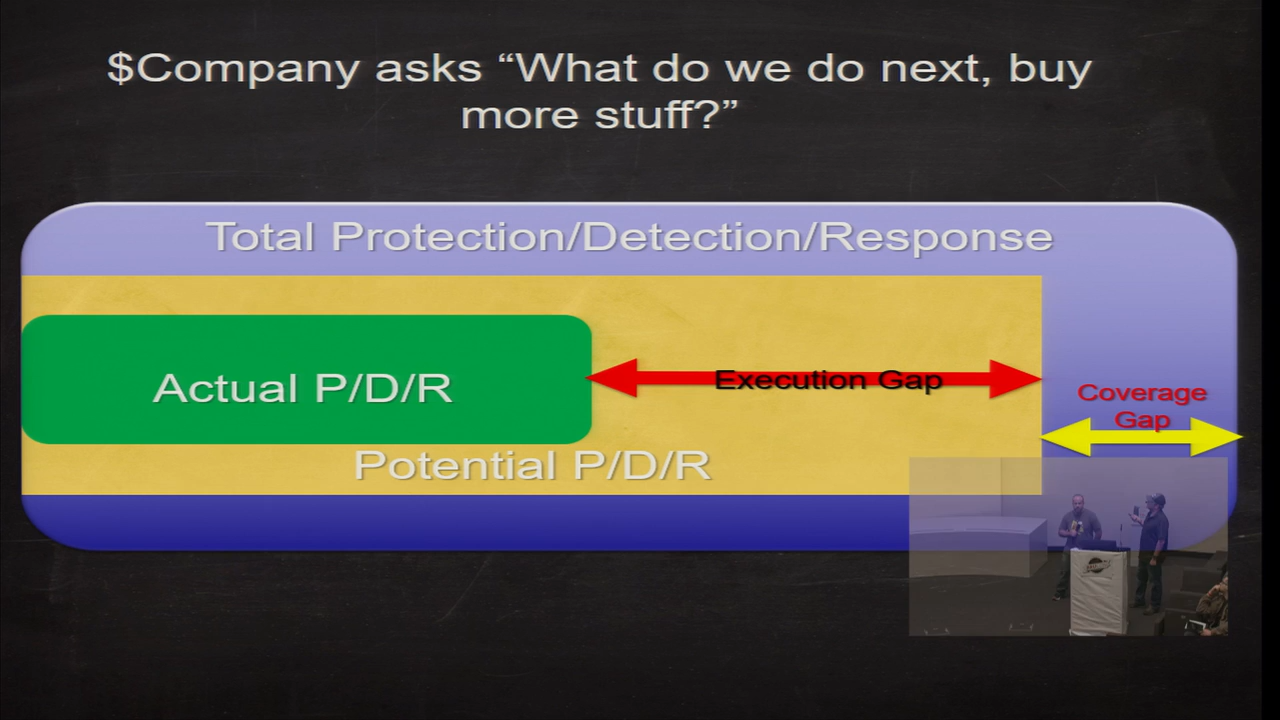 $Company asks “What do we do next, buy
more stuff?”
Total Protection/Detection/Response
Actual P/D/R
Execution Gap
Coverage
Gap
Potential P/D/R